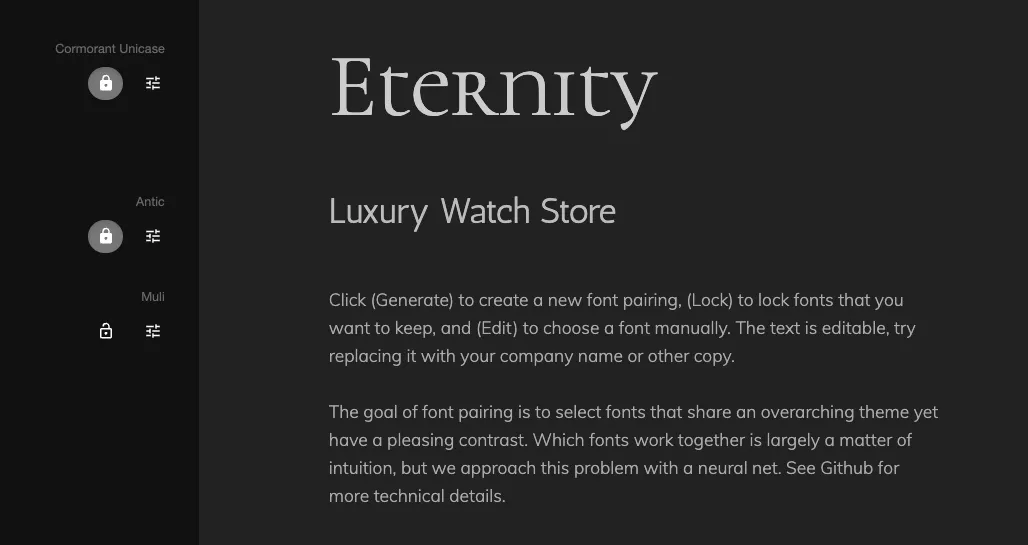 Cormorant Unicase
Eternity
Antic
Luxury Watch Store
Muli
Click (Generate) to create a new font pairing, (Lock) to lock fonts that you
want to keep, and (Edit) to choose a font manually. The text is editable, try
replacing it with your company name or other copy.
The goal of font pairing is to select fonts that share an overarching theme yet
have a pleasing contrast. Which fonts work together is largely a matter of
intuition, but we approach this problem with a neural net. See Github for
more technical details.